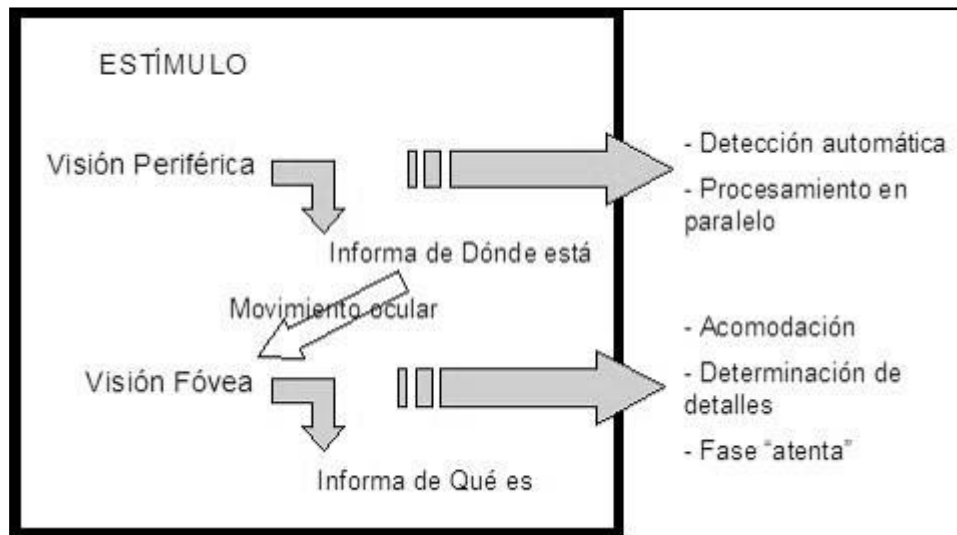 ESTÍMULO
Visión Periférica
- Detección automática
- Procesamiento en
paralelo
Informa de Dónde está
Movimiento ocular
Visión Fóvea
- Acomodación
- Determinación de
detalles
- Fase “atenta”
Informa de Qué es